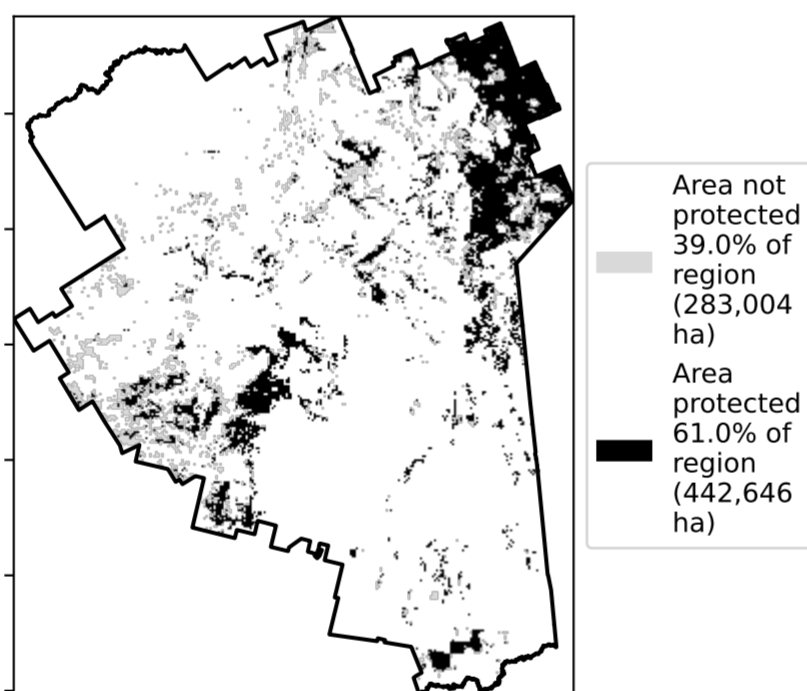 Area not
protected
39.0% of
region
(283,004
ha)
Area
protected
61.0% of
region
(442,646
ha)